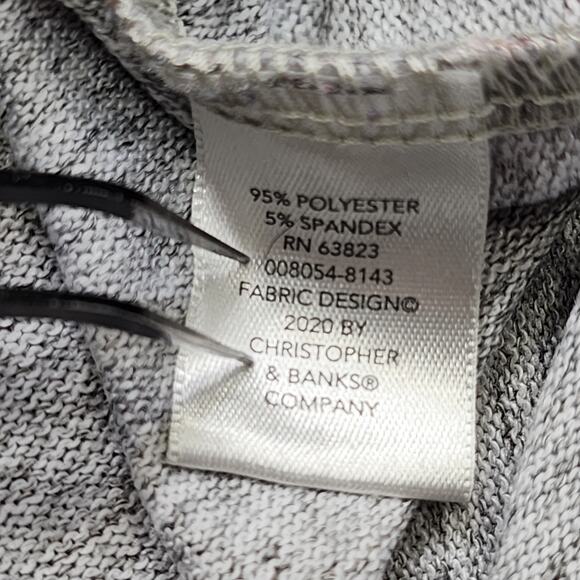 95% POLYESTER
5% SPANDEX
RN 63823
008054-8143
FABRIC DESIGN©
2020 BY
CHRISTOPHER
& BANKS®
COMPANY